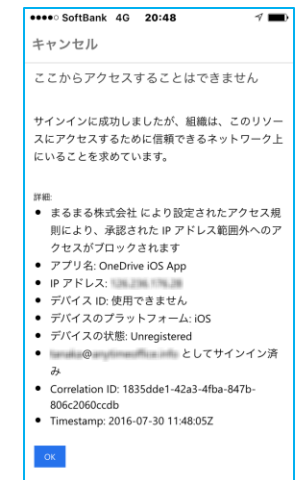 SoftBank 4G 20:48
キャンセル
ここからアクセスすることはできません
サインインに成功しましたが、組織は、このリソー
スにアクセスするために信頼できるネットワーク上
にいることを求めています。
詳細:
まるまる株式会社 により設定されたアクセス規
則により、承認された IP アドレス範囲外へのア
クセスがブロックされます
アプリ名: OneDrive iOS App
IP アドレス:
デバイス ID: 使用できません
デバイスのプラットフォーム: iOS
デバイスの状態: Unregistered
@ としてサインイン済
み
Correlation ID: 1835dde1-42a3-4fba-847b-
806c2060ccdb
Timestamp: 2016-07-30 11:48:05Z
OK